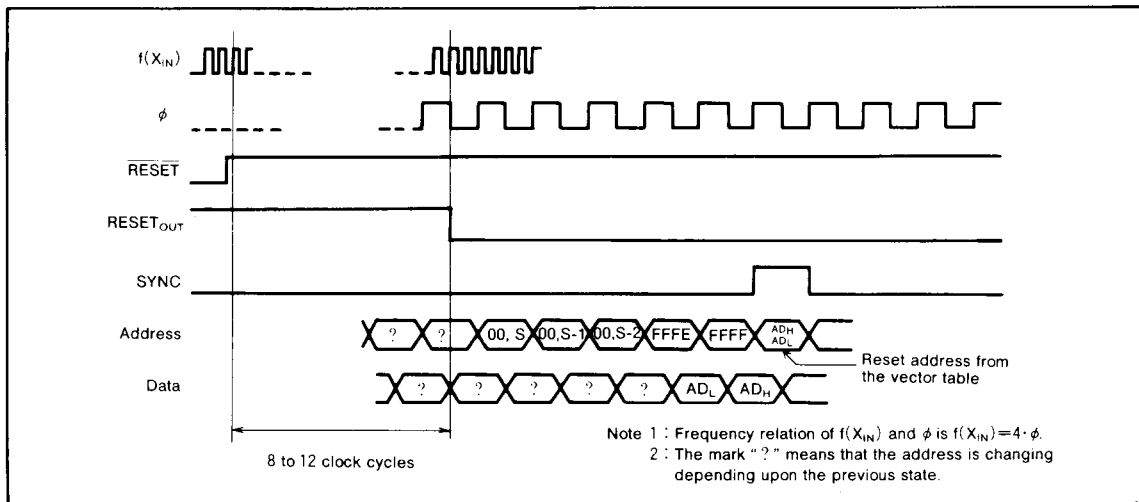 f(XIN)
φ
RESET
RESETOUT
SYNC
Address
? ? 00, S 00,S-1 00,S-2 FFFE FFFF ADH
ADL
Reset address from
the vector table
Data
? ? ? ? ? ADL ADH
8 to 12 clock cycles
Note 1 : Frequency relation of f(XIN) and φ is f(XIN)=4·φ.
2 : The mark "?" means that the address is changing
depending upon the previous state.